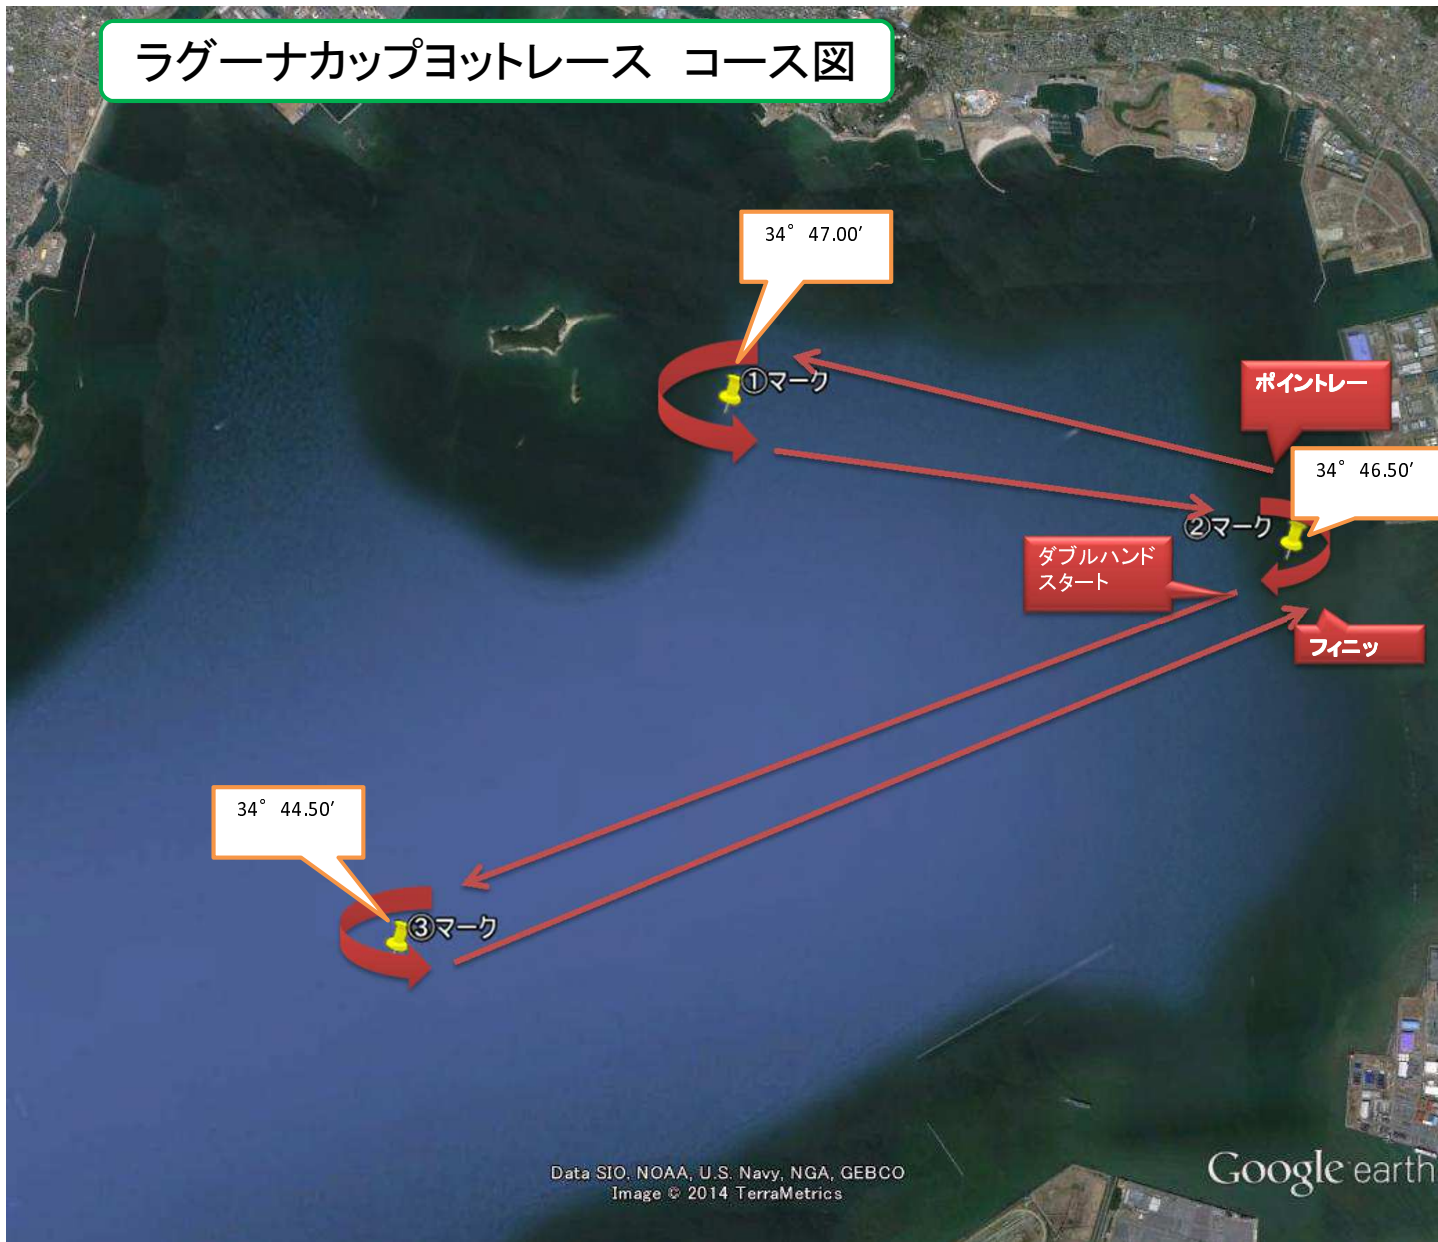 ラグーナカップヨットレース　コース図
34°47.00′
①マーク
ポイントレー
34°46.50′
②マーク
ダブルハンド
スタート
フィニッ
34°44.50′
③マーク
Data SIO, NOAA, U.S. Navy, NGA, GEBCO
Image © 2014 TerraMetrics
Google earth